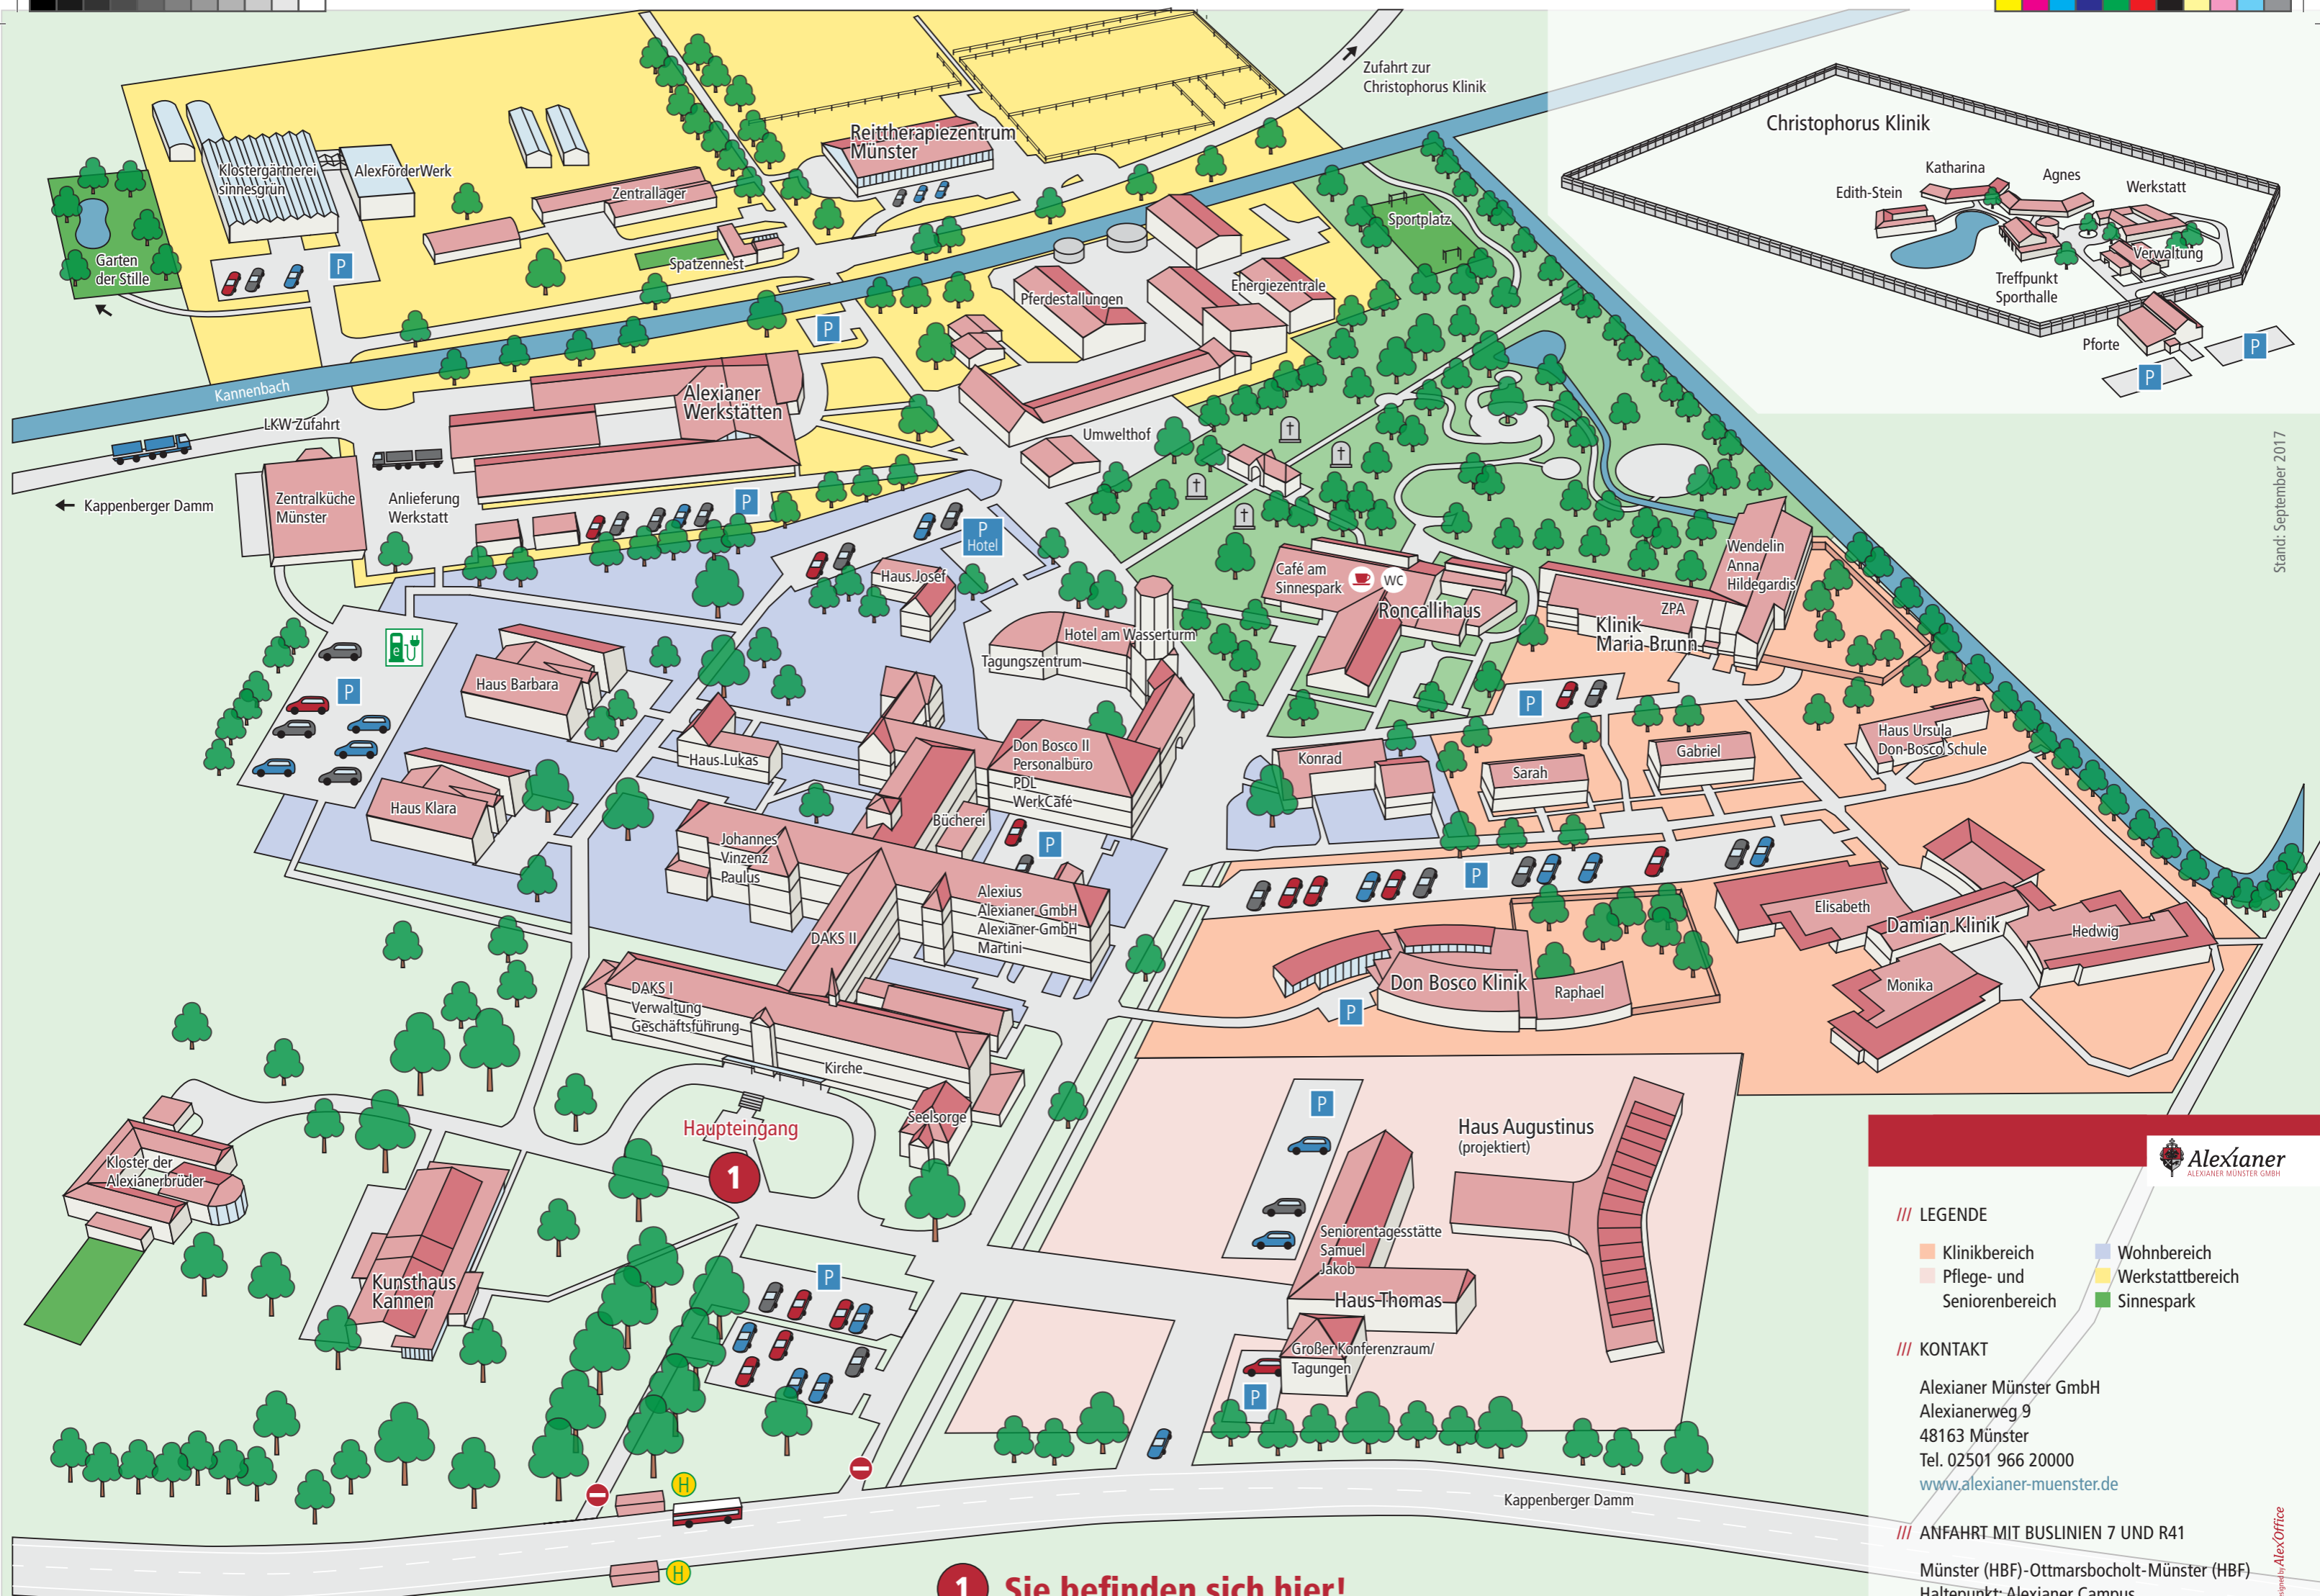 Zufahrt zur
Christophorus Klinik
Christophorus Klinik
Katharina
Agnes
Edith-Stein
Werkstatt
Verwaltung
Treffpunkt
Sporthalle
Pforte
P
P
Reittherapiezentrum
Münster
Klostergärtnerei
sinnesgrün
AlexFörderWerk
Zentrallager
Spatzennest
Garten
der Stille
P
Sportplatz
Pferdestallungen
Energiezentrale
P
Kannenbach
LKW Zufahrt
Kappenberger Damm
Alexianer
Werkstätten
Umwelthof
Zentralküche
Münster
Anlieferung
Werkstatt
P
P
Hotel
Haus Josef
Café am
Sinnespark
WC
Roncallihaus
Wendelin
Anna
Hildegardis
ZPA
Klinik
Maria Brunn
Hotel am Wasserturm
Tagungszentrum
e
P
Haus Barbara
Haus Lukas
Haus Klara
Don Bosco II
Personalbüro
PDL
WerkCafé
Bücherei
P
Konrad
P
Sarah
Gabriel
Haus Ursula
Don-Bosco Schule
Johannes
Vinzenz
Paulus
Alexius
Alexianer GmbH
Alexianer-GmbH
Martini
DAKS II
P
Elisabeth
Damian Klinik
Hedwig
Monika
Don Bosco Klinik
Raphael
P
DAKS I
Verwaltung
Geschäftsführung
Kirche
Seelsorge
Haupteingang
1
Kloster der
Alexianerbrüder
Kunsthaus
Kannen
P
P
Haus Augustinus
(projektiert)
Seniorentagesstätte
Samuel
Jakob
Haus Thomas
Großer Konferenzraum/
Tagungen
P
H
H
Kappenberger Damm
1 Sie befinden sich hier!
Stand: September 2017
Alexianer
ALEXIANER MÜNSTER GMBH
/// LEGENDE
Klinikbereich
Pflege- und
Seniorenbereich
Wohnbereich
Werkstattbereich
Sinnespark
/// KONTAKT
Alexianer Münster GmbH
Alexianerweg 9
48163 Münster
Tel. 02501 966 20000
www.alexianer-muenster.de
/// ANFAHRT MIT BUSLINIEN 7 UND R41
Münster (HBF)-Ottmarsbocholt-Münster (HBF)
Haltepunkt: Alexianer Campus